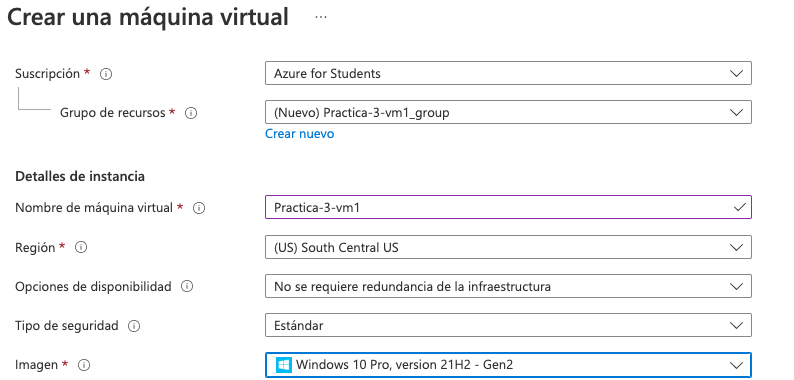 Crear una máquina virtual ...
Suscripción * Azure for Students
Grupo de recursos * (Nuevo) Practica-3-vm1_group
Crear nuevo
Detalles de instancia
Nombre de máquina virtual * Practica-3-vm1
Región * (US) South Central US
Opciones de disponibilidad No se requiere redundancia de la infraestructura
Tipo de seguridad Estándar
Imagen * Windows 10 Pro, version 21H2 - Gen2